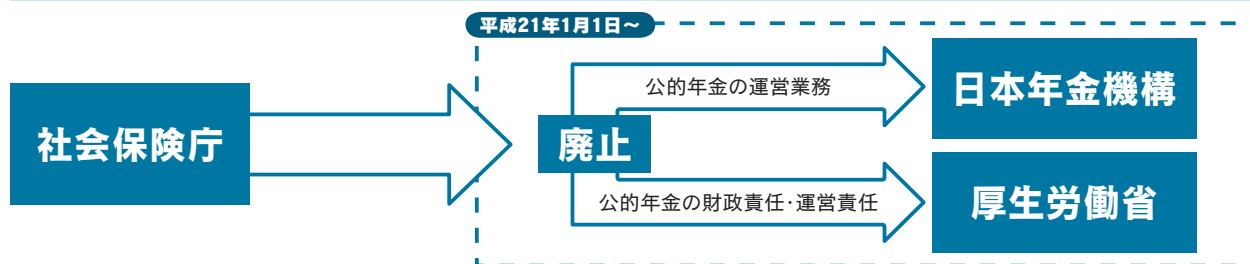 平成21年1月1日～
社会保険庁
廃止
公的年金の運営業務
日本年金機構
公的年金の財政責任･運営責任
厚生労働省